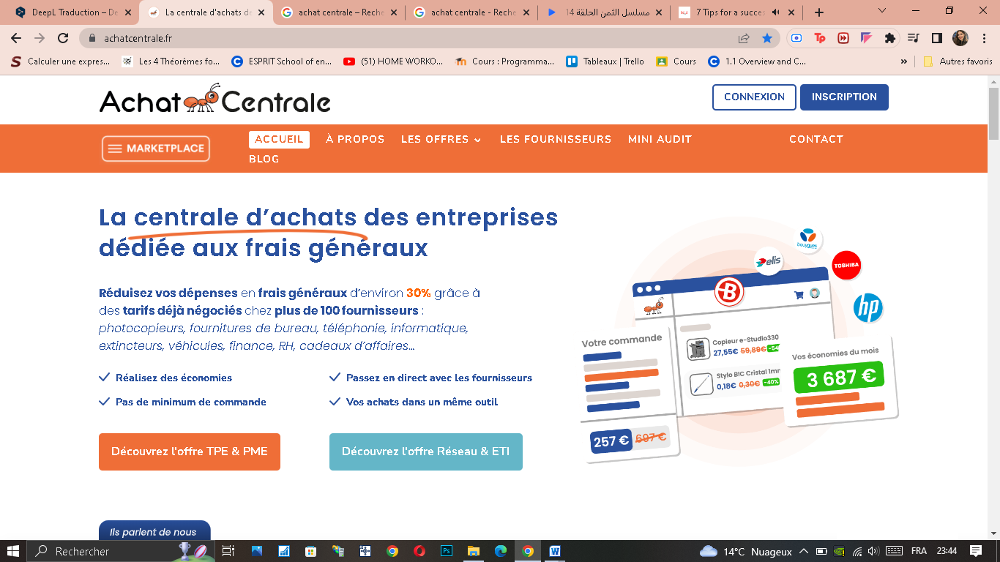 DeepL Traduction – De
La centrale d'achats de
achat centrale – Reche
achat centrale - Reche
مسلسل الثمن الحلقة 14
7 Tips for a succes
achatcentrale.fr
Calculer une expres...
Les 4 Théorèmes fo...
ESPRIT School of en...
(51) HOME WORKO...
Cours : Programma...
Tableaux | Trello
Cours
1.1 Overview and C...
»
Autres favoris
Achat Centrale
CONNEXION
INSCRIPTION
MARKETPLACE
ACCUEIL
À PROPOS
LES OFFRES
LES FOURNISSEURS
MINI AUDIT
CONTACT
BLOG
La centrale d'achats des entreprises
dédiée aux frais généraux
Réduisez vos dépenses en frais généraux d'environ 30% grâce à
des tarifs déjà négociés chez plus de 100 fournisseurs :
photocopieurs, fournitures de bureau, téléphonie, informatique,
extincteurs, véhicules, finance, RH, cadeaux d'affaires...
Réalisez des économies
Passez en direct avec les fournisseurs
Pas de minimum de commande
Vos achats dans un même outil
Découvrez l'offre TPE & PME
Découvrez l'offre Réseau & ETI
bouygues
elis
TOSHIBA
B
hp
Votre commande
Copieur e-Studio330
27,55€ 59,89€ -54
Stylo BIC Cristal 1mm
0,18€ 0,30€ -40%
Vos économies du mois
3 687 €
257 € 697 €
Ils parlent de nous
Rechercher
Ps
W
14°C Nuageux
FRA
23:44